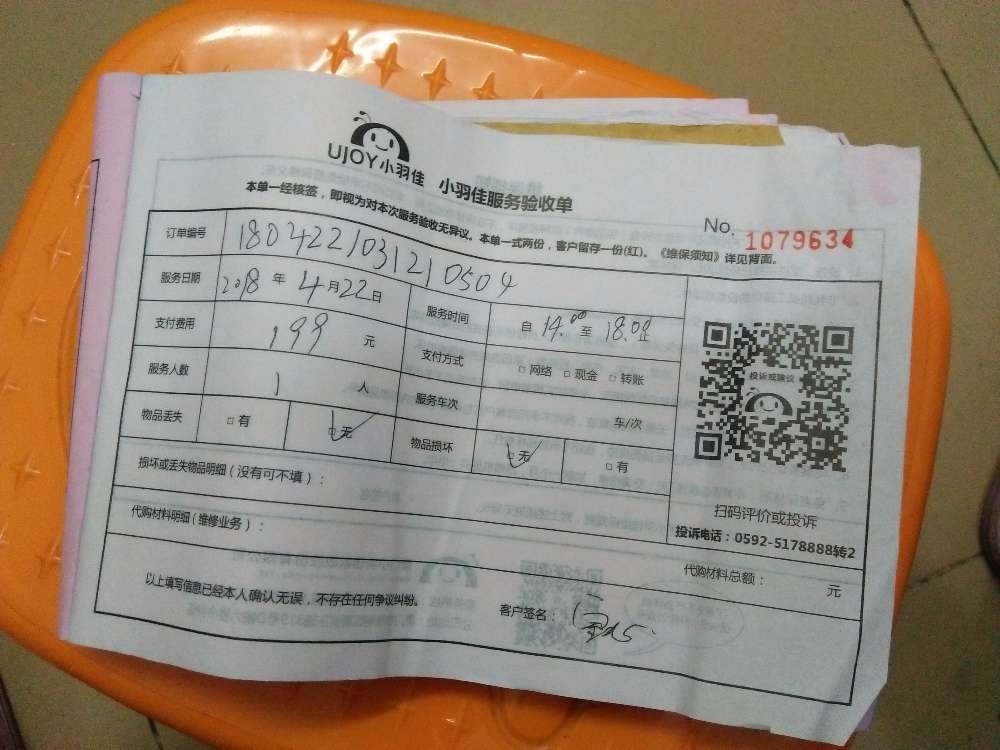 UJOY小羽佳 小羽佳服务验收单
本单一经核签，即视为对本次服务验收无异议。本单一式两份，客户留存一份(红)。《维保须知》详见背面。
No. 1079634
订单编号 180422103121 0504
服务日期 2018 年 4 月 22 日 服务时间 自 14:00 至 18:00
支付费用 199 元 支付方式 □ 网络 □ 现金 □ 转账
服务人数 1 人 服务车次 车/次
物品丢失 □ 有 □ 无 物品损坏 □ 无 □ 有
投诉或建议
扫码评价或投诉
投诉电话：0592-5178888转2
损坏或丢失物品明细（没有可不填）：
代购材料明细（维修业务）：
代购材料总额： 元
以上填写信息已经本人确认无误，不存在任何争议纠纷。
客户签名：